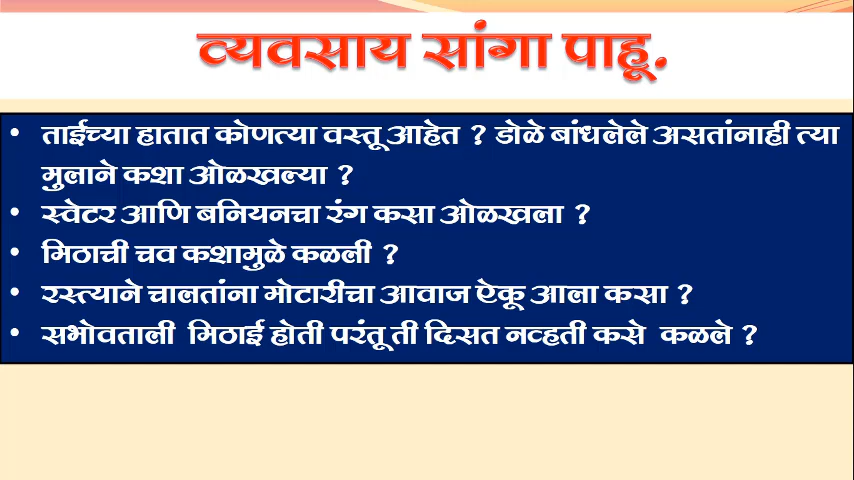 व्यवसाय सांगा पाहू.
• ताईच्या हातात कोणत्या वस्तू आहेत ? डोळे बांधलेले असतांनाही त्या
मुलाने कशा ओळखल्या ?
• स्वेटर आणि बनियनचा रंग कसा ओळखला ?
• मिठाची चव कशामुळे कळली ?
• रस्त्याने चालतांना मोटारीचा आवाज ऐकू आला कसा ?
• सभोवताली मिठाई होती परंतू ती दिसत नव्हती कसे कळले ?